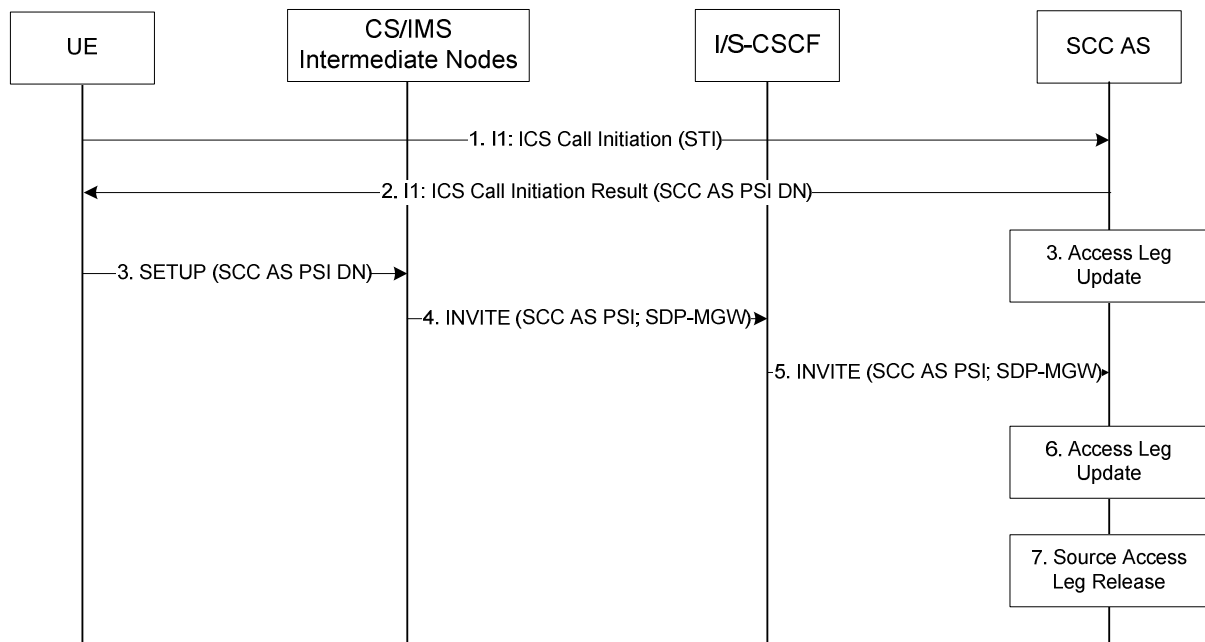 UE
CS/IMS
Intermediate Nodes
I/S-CSCF
SCC AS
1. I1: ICS Call Initiation (STI)
2. I1: ICS Call Initiation Result (SCC AS PSI DN)
3. Access Leg
Update
3. SETUP (SCC AS PSI DN)
4. INVITE (SCC AS PSI; SDP-MGW)
5. INVITE (SCC AS PSI; SDP-MGW)
6. Access Leg
Update
7. Source Access
Leg Release